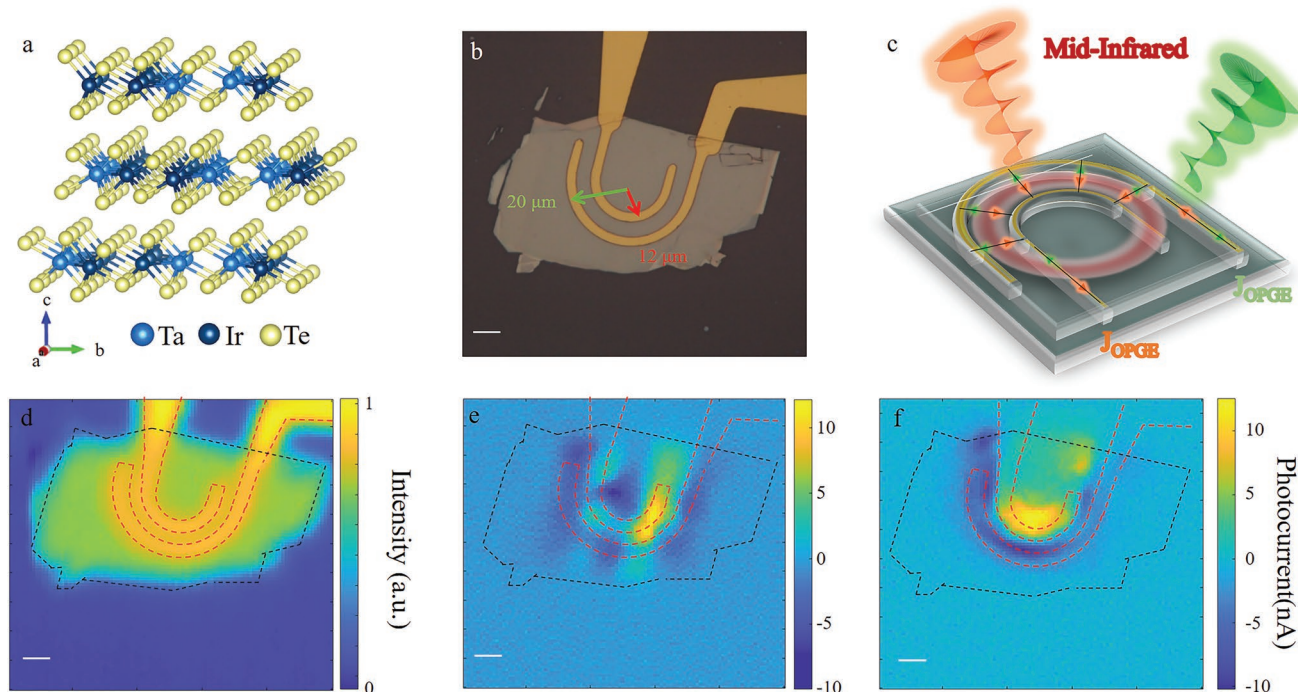 a
c
b
a
Ta
Ir
Te
b
20 μm
12 μm
c
Mid-Infrared
J_OPGE
J_OPGE
d
1
0
Intensity (a.u.)
e
10
5
0
-5
-10
f
10
5
0
-5
-10
Photocurrent(nA)